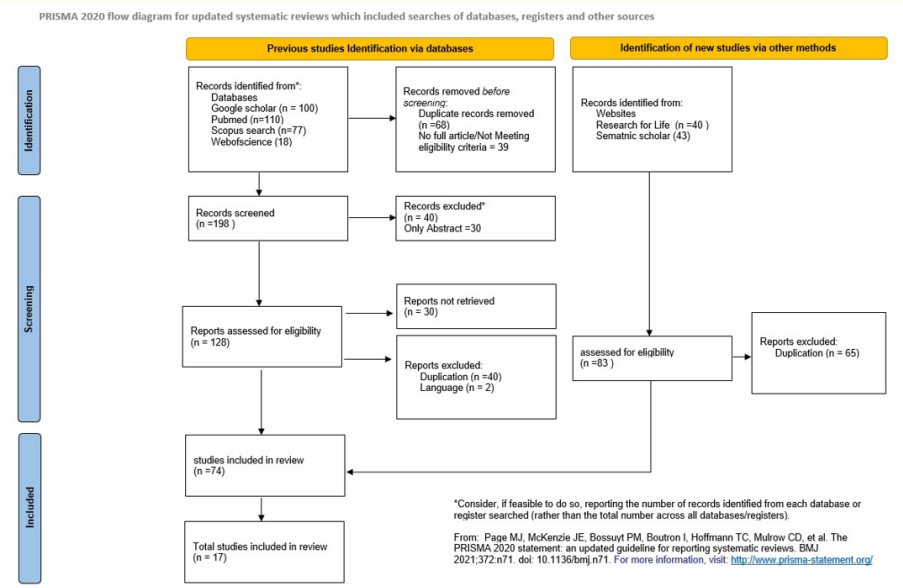 PRISMA 2020 flow diagram for updated systematic reviews which included searches of databases, registers and other sources
Previous studies Identification via databases
Identification of new studies via other methods
Identification
Records identified from*:
Databases
Google scholar (n = 100)
Pubmed (n=110)
Scopus search (n=77)
Webofscience (18)
Records removed before
screening:
Duplicate records removed
(n =68)
No full article/Not Meeting
eligibility criteria = 39
Records identified from:
Websites
Research for Life  (n =40 )
Sematnic scholar (43)
Screening
Records screened
(n =198 )
Records excluded*
(n = 40)
Only Abstract =30
Reports not retrieved
(n = 30)
Reports assessed for eligibility
(n = 128)
Reports excluded:
Duplication (n =40)
Language (n = 2)
assessed for eligibility
(n =83 )
Reports excluded:
Duplication (n = 65)
Included
studies included in review
(n =74)
Total studies included in review
(n = 17)
*Consider, if feasible to do so, reporting the number of records identified from each database or
register searched (rather than the total number across all databases/registers).
From:  Page MJ, McKenzie JE, Bossuyt PM, Boutron I, Hoffmann TC, Mulrow CD, et al. The
PRISMA 2020 statement: an updated guideline for reporting systematic reviews. BMJ
2021;372:n71. doi: 10.1136/bmj.n71. For more information, visit: http://www.prisma-statement.org/